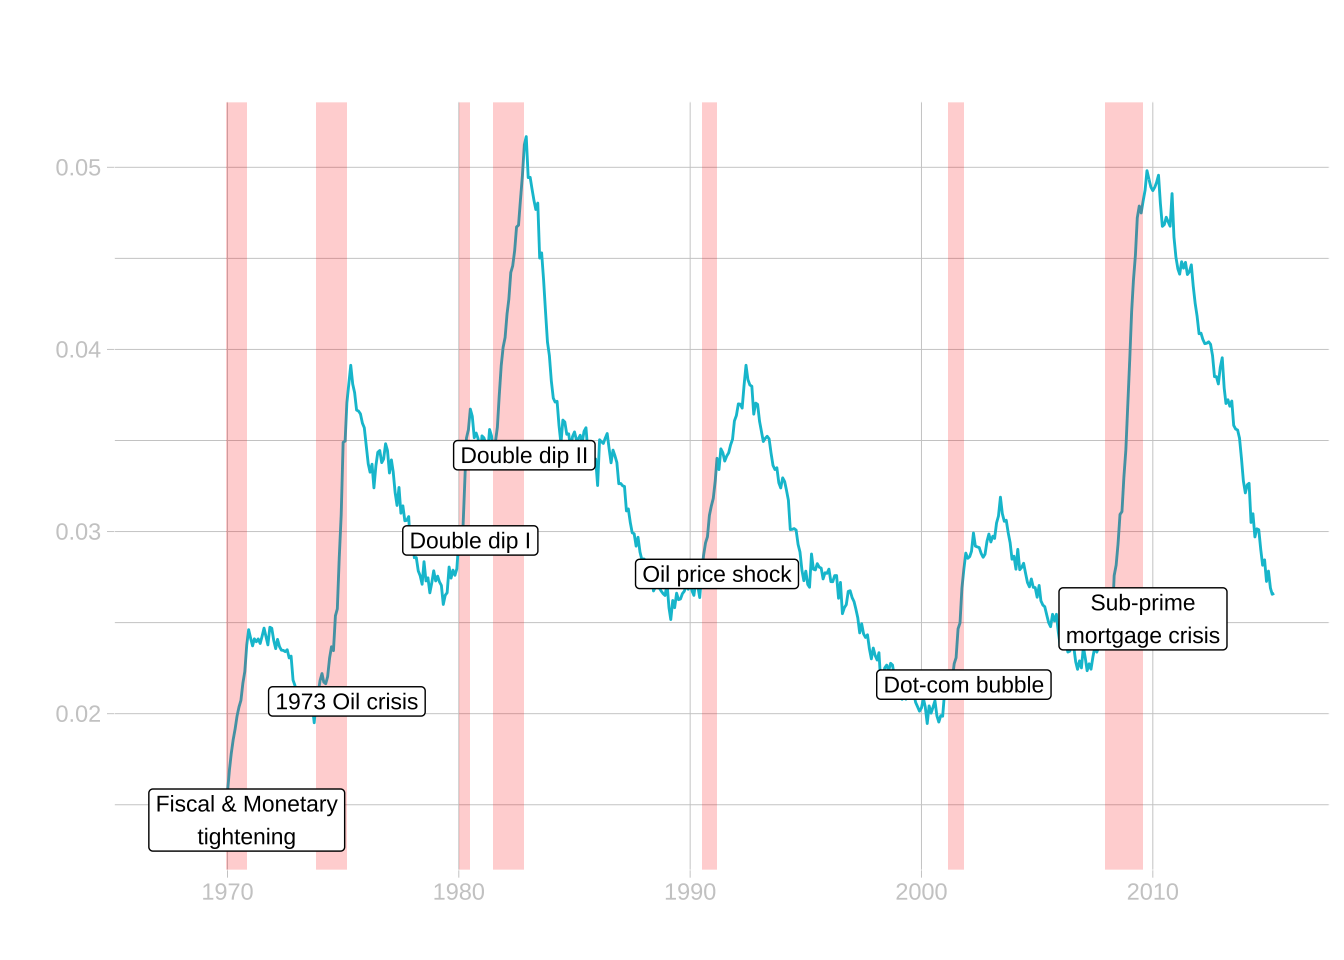 0.05
0.04
Double dip II
0.03
Double dip I
Oil price shock
Sub-prime
mortgage crisis
Dot-com bubble
1973 Oil crisis
0.02
Fiscal & Monetary
tightening
1970
1980
1990
2000
2010